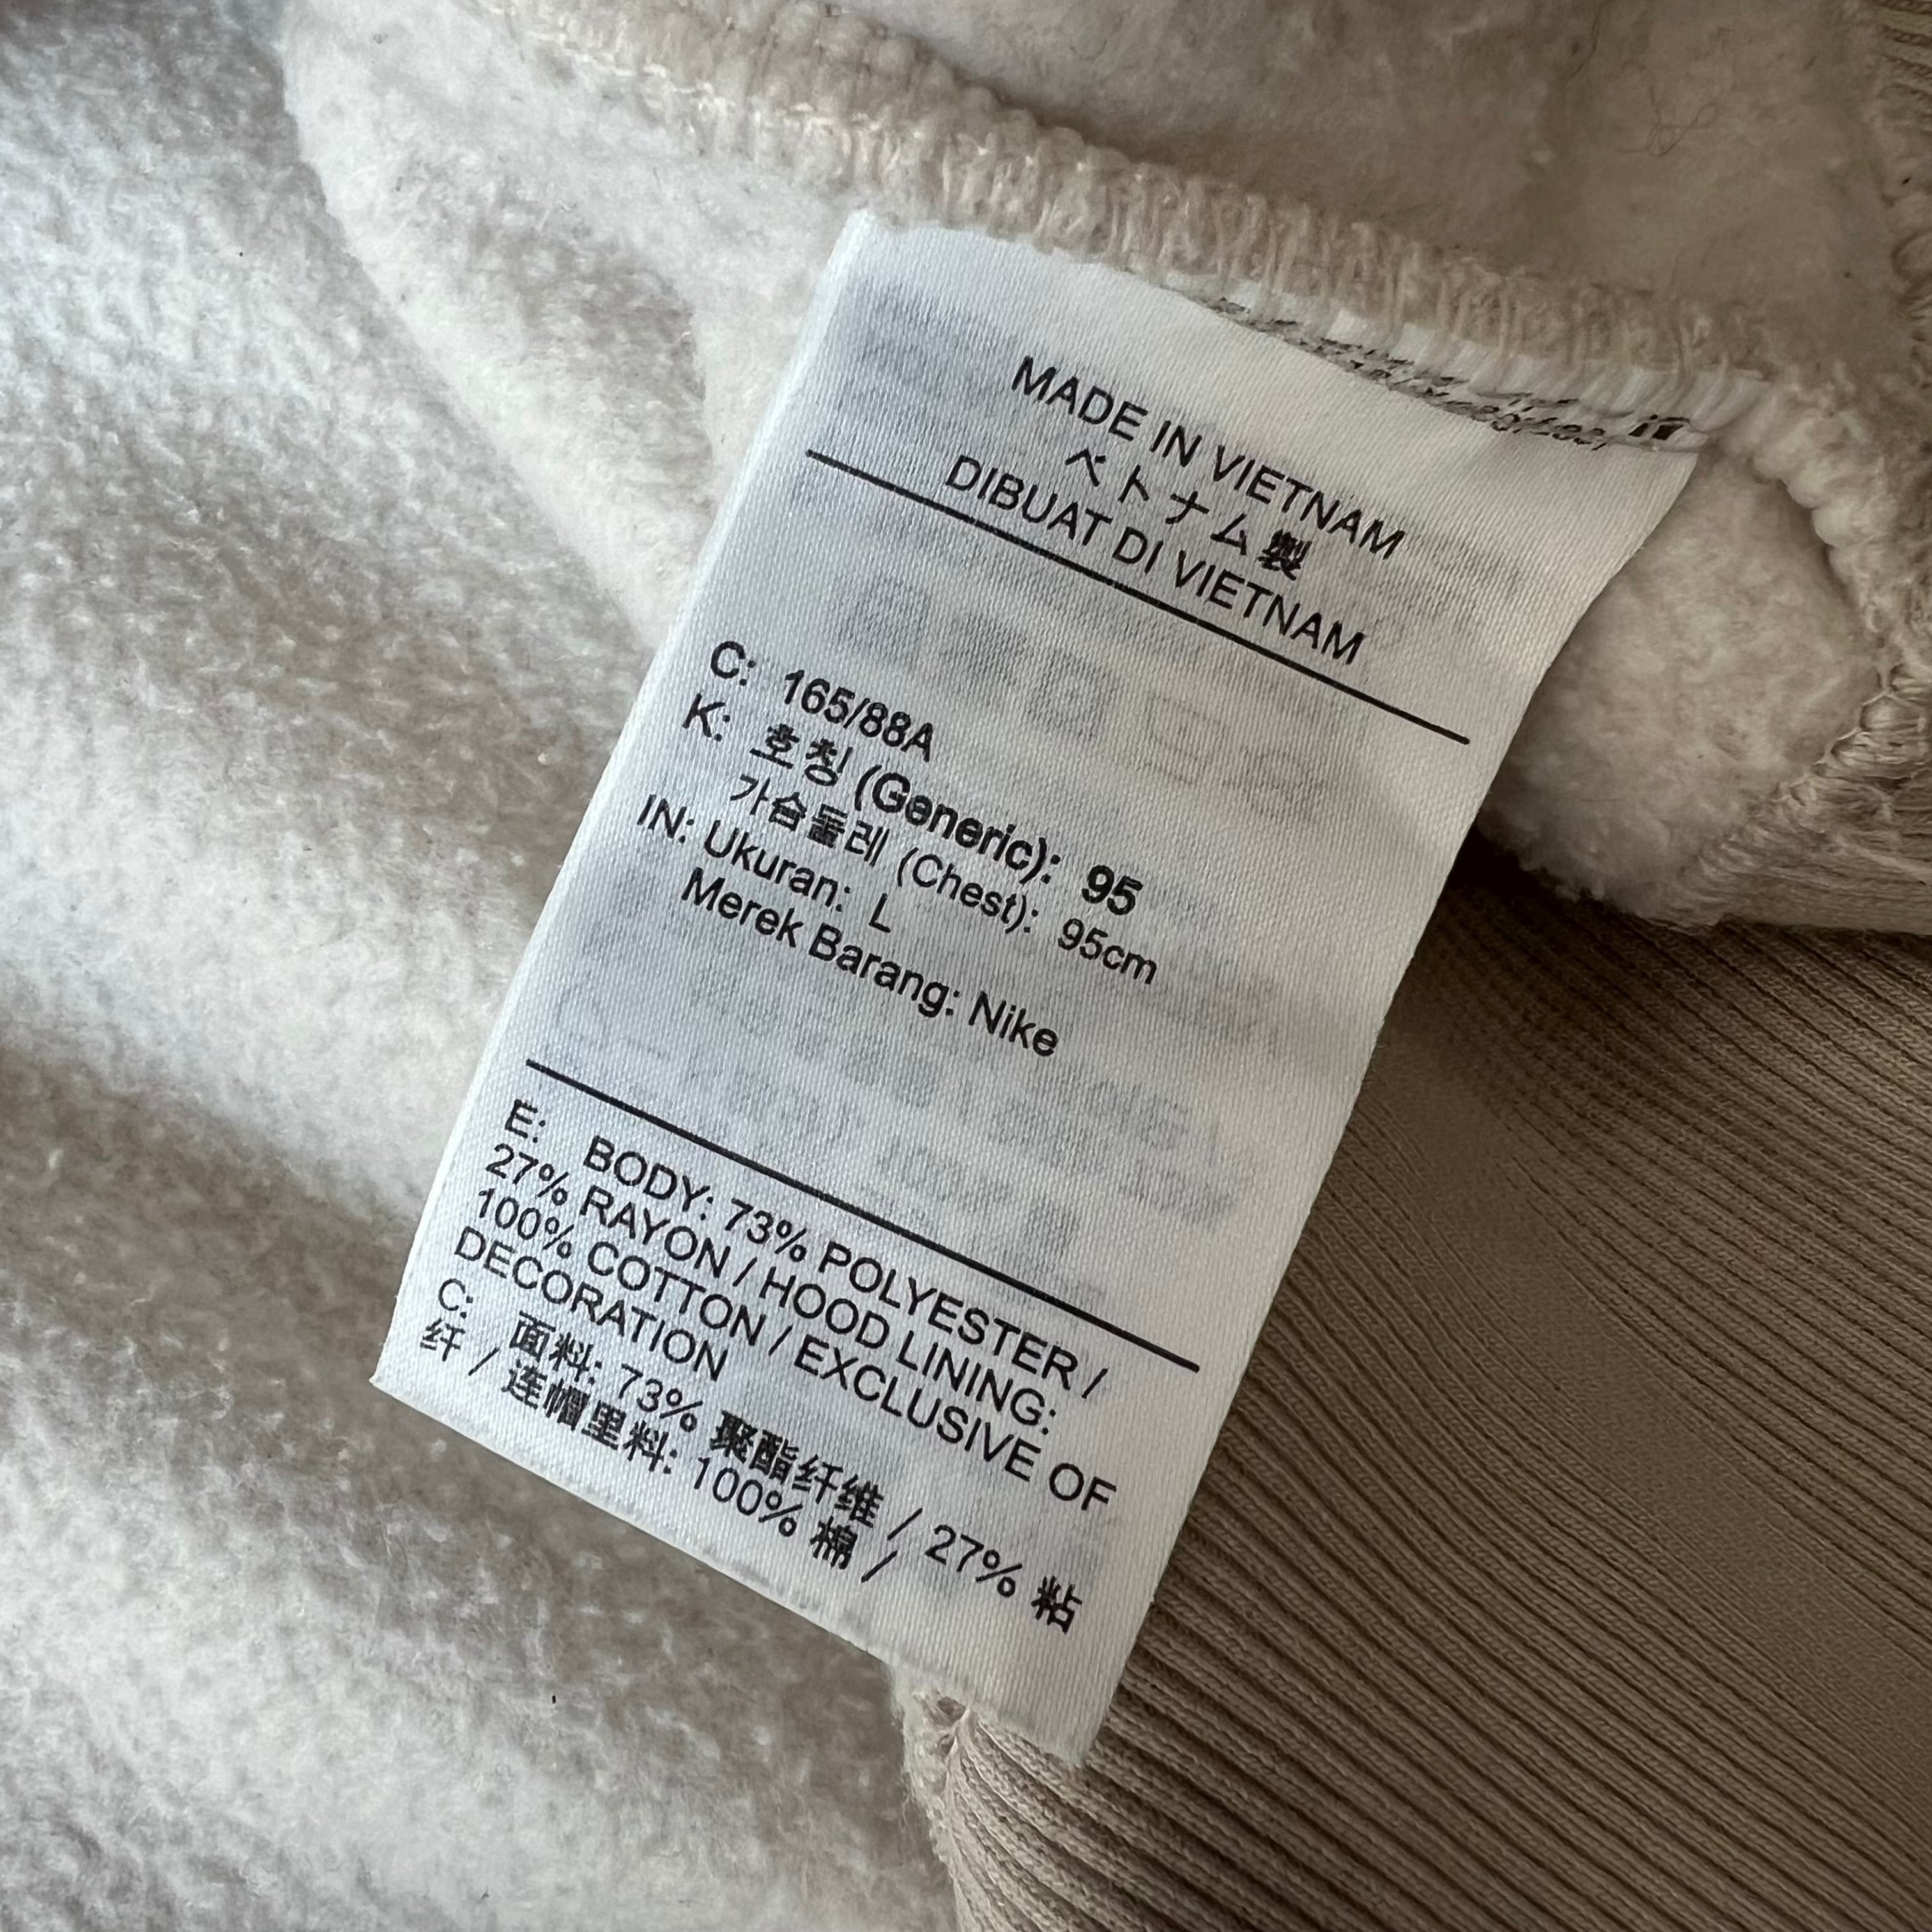 MADE IN VIETNAM
ベトナム製
DIBUAT DI VIETNAM
C: 165/88A
K: 호칭 (Generic): 95
가슴둘레 (Chest): 95cm
IN: Ukuran: L
Merek Barang: Nike
E: BODY: 73% POLYESTER /
27% RAYON / HOOD LINING:
100% COTTON / EXCLUSIVE OF
DECORATION
C: 面料: 73% 聚酯纤维 / 27% 粘
纤 / 连帽里料: 100% 棉 /